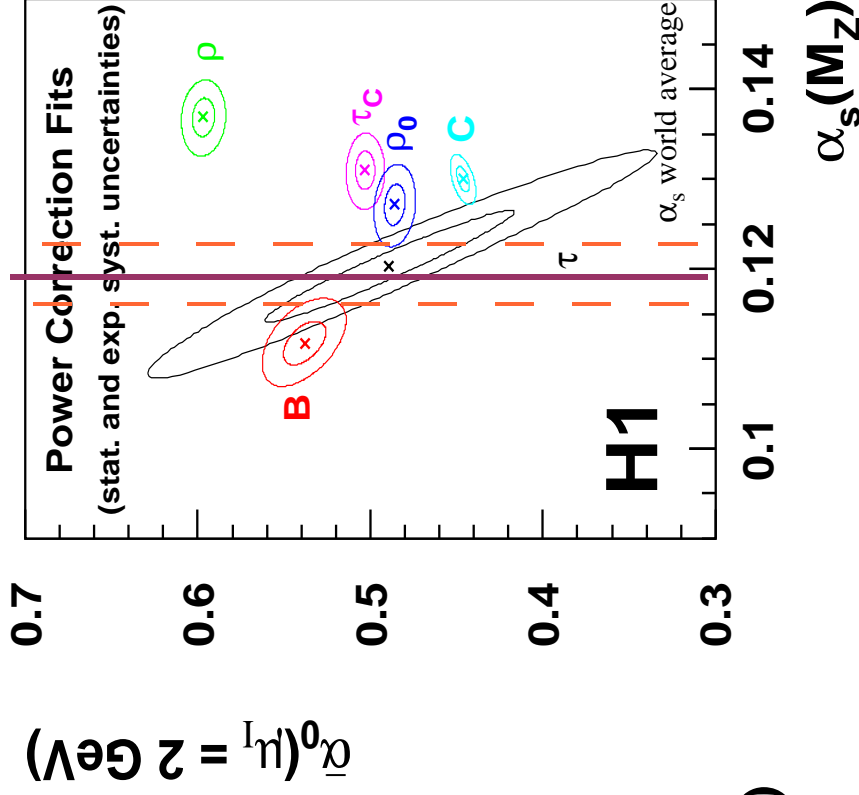 Power Correction Fits
(stat. and exp. syst. uncertainties)
ρ
τC
ρ0
C
B
τ
αs world average
H1
0.7
0.6
0.5
0.4
0.3
0.1
0.12
0.14
αs(MZ)
α̅0(μI = 2 GeV)